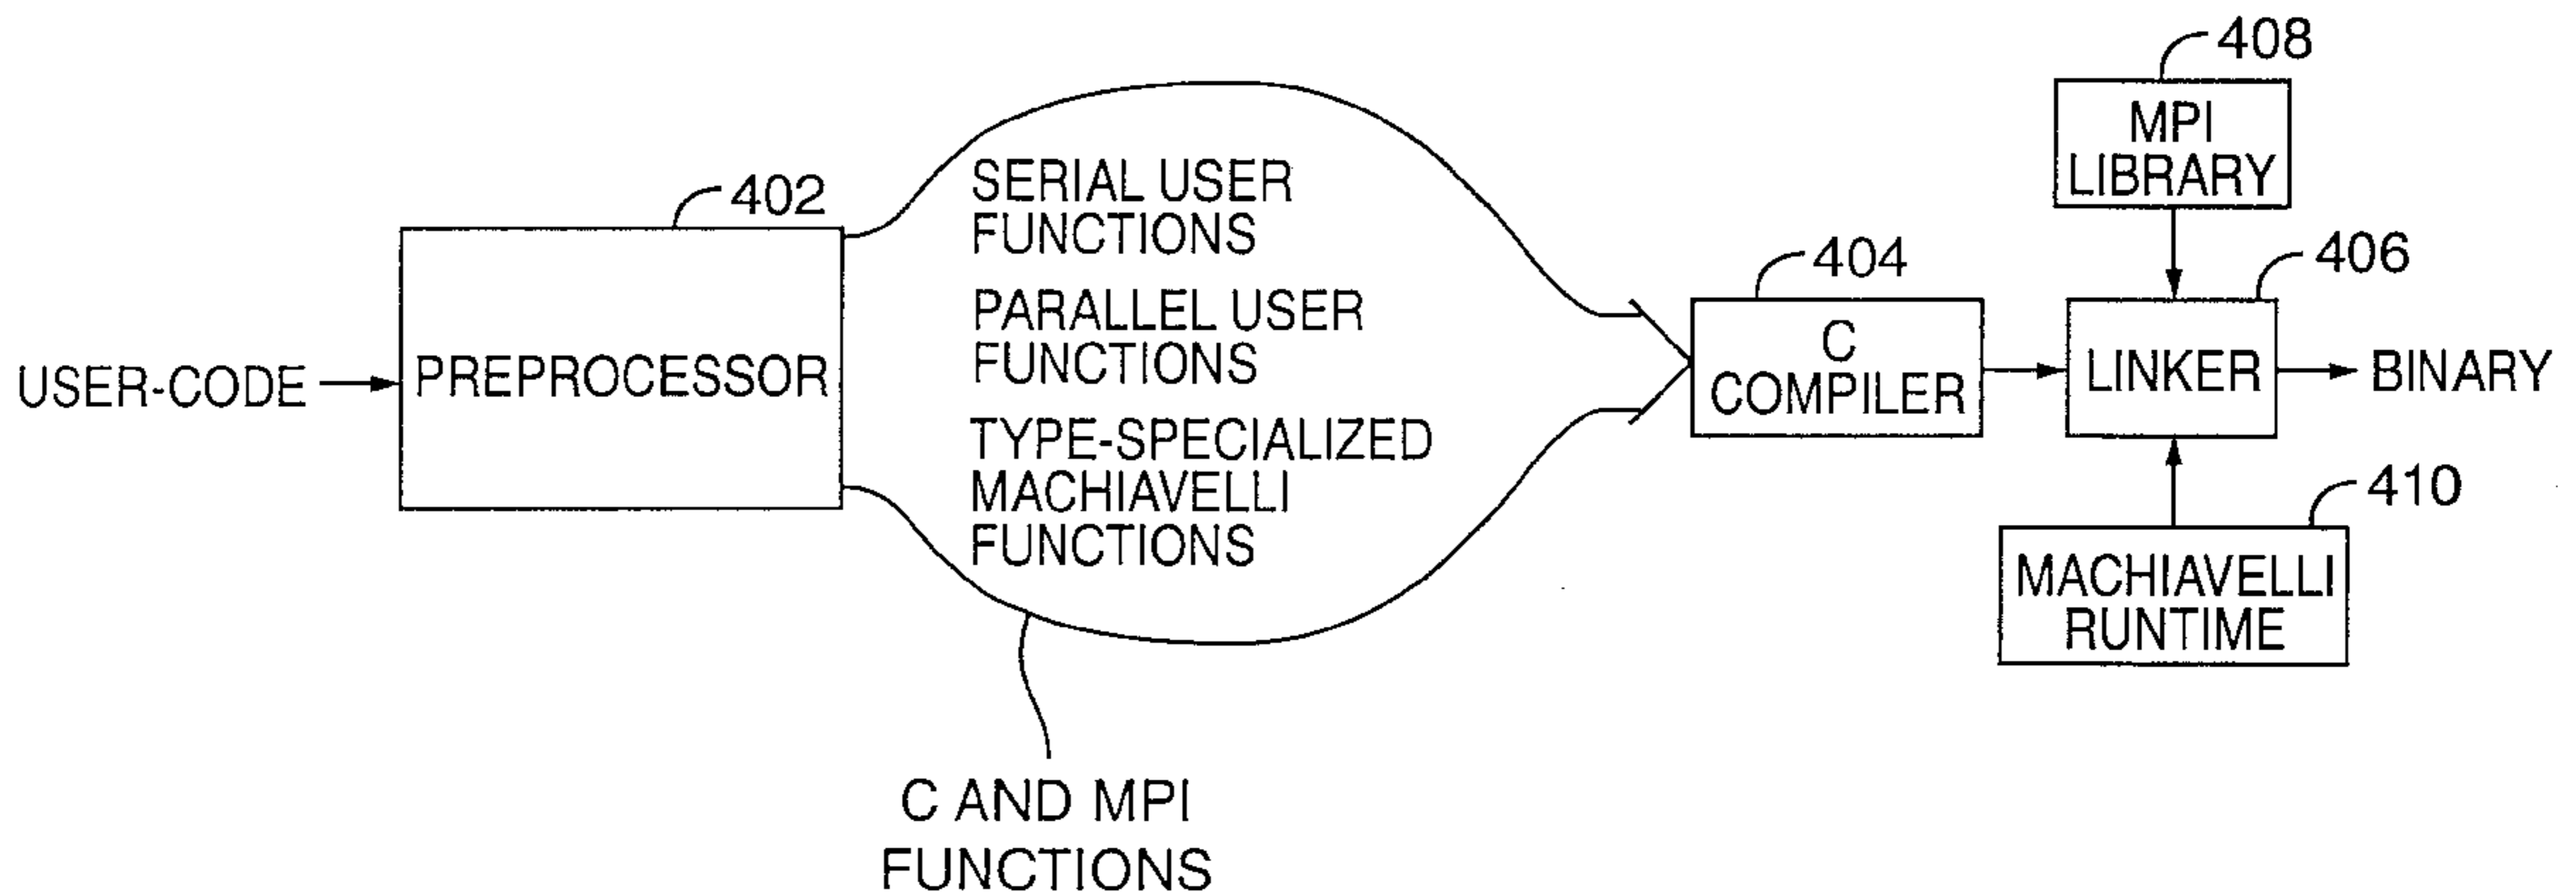 USER-CODE
402
PREPROCESSOR
SERIAL USER
FUNCTIONS
PARALLEL USER
FUNCTIONS
TYPE-SPECIALIZED
MACHIAVELLI
FUNCTIONS
C AND MPI
FUNCTIONS
404
C
COMPILER
408
MPI
LIBRARY
406
LINKER
BINARY
410
MACHIAVELLI
RUNTIME